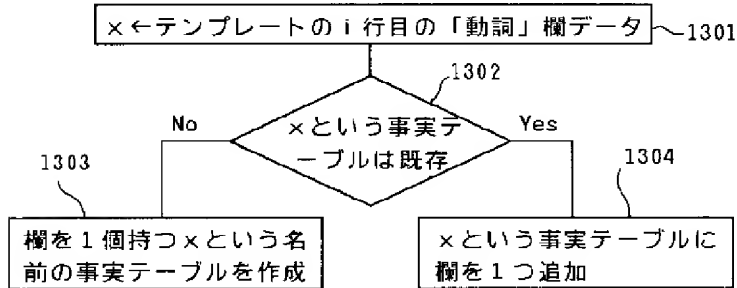 x←テンプレートのi行目の「動詞」欄データ
1301
1302
No
xという事実テ
ーブルは既存
Yes
1303
1304
欄を1個持つxという名
前の事実テーブルを作成
xという事実テーブルに
欄を1つ追加